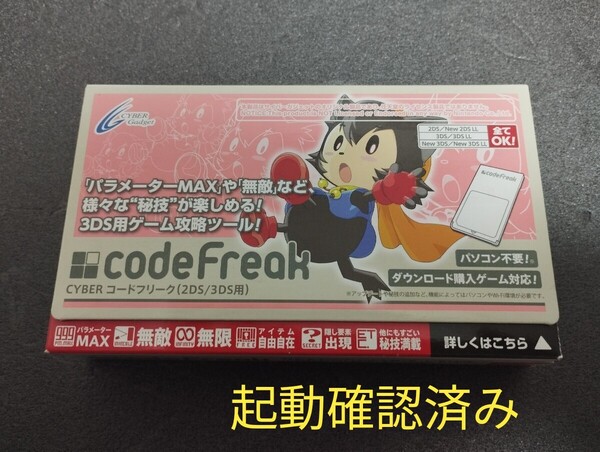 CYBER
Gadget
2DS／New 2DS LL
3DS／3DS LL
New 3DS／New 3DS LL
全て
OK!
「パラメーターMAX」や「無敵」など、
様々な“秘技”が楽しめる!
3DS用ゲーム攻略ツール!
codeFreak
CYBER コードフリーク(2DS/3DS用)
パソコン不要!※
ダウンロード購入ゲーム対応!
パラメーター
MAX
無敵
INFINITY
無限
FREE
アイテム
自由自在
SECRET
隠し要素
出現
他にもすごい
秘技満載
詳しくはこちら ▲
起動確認済み